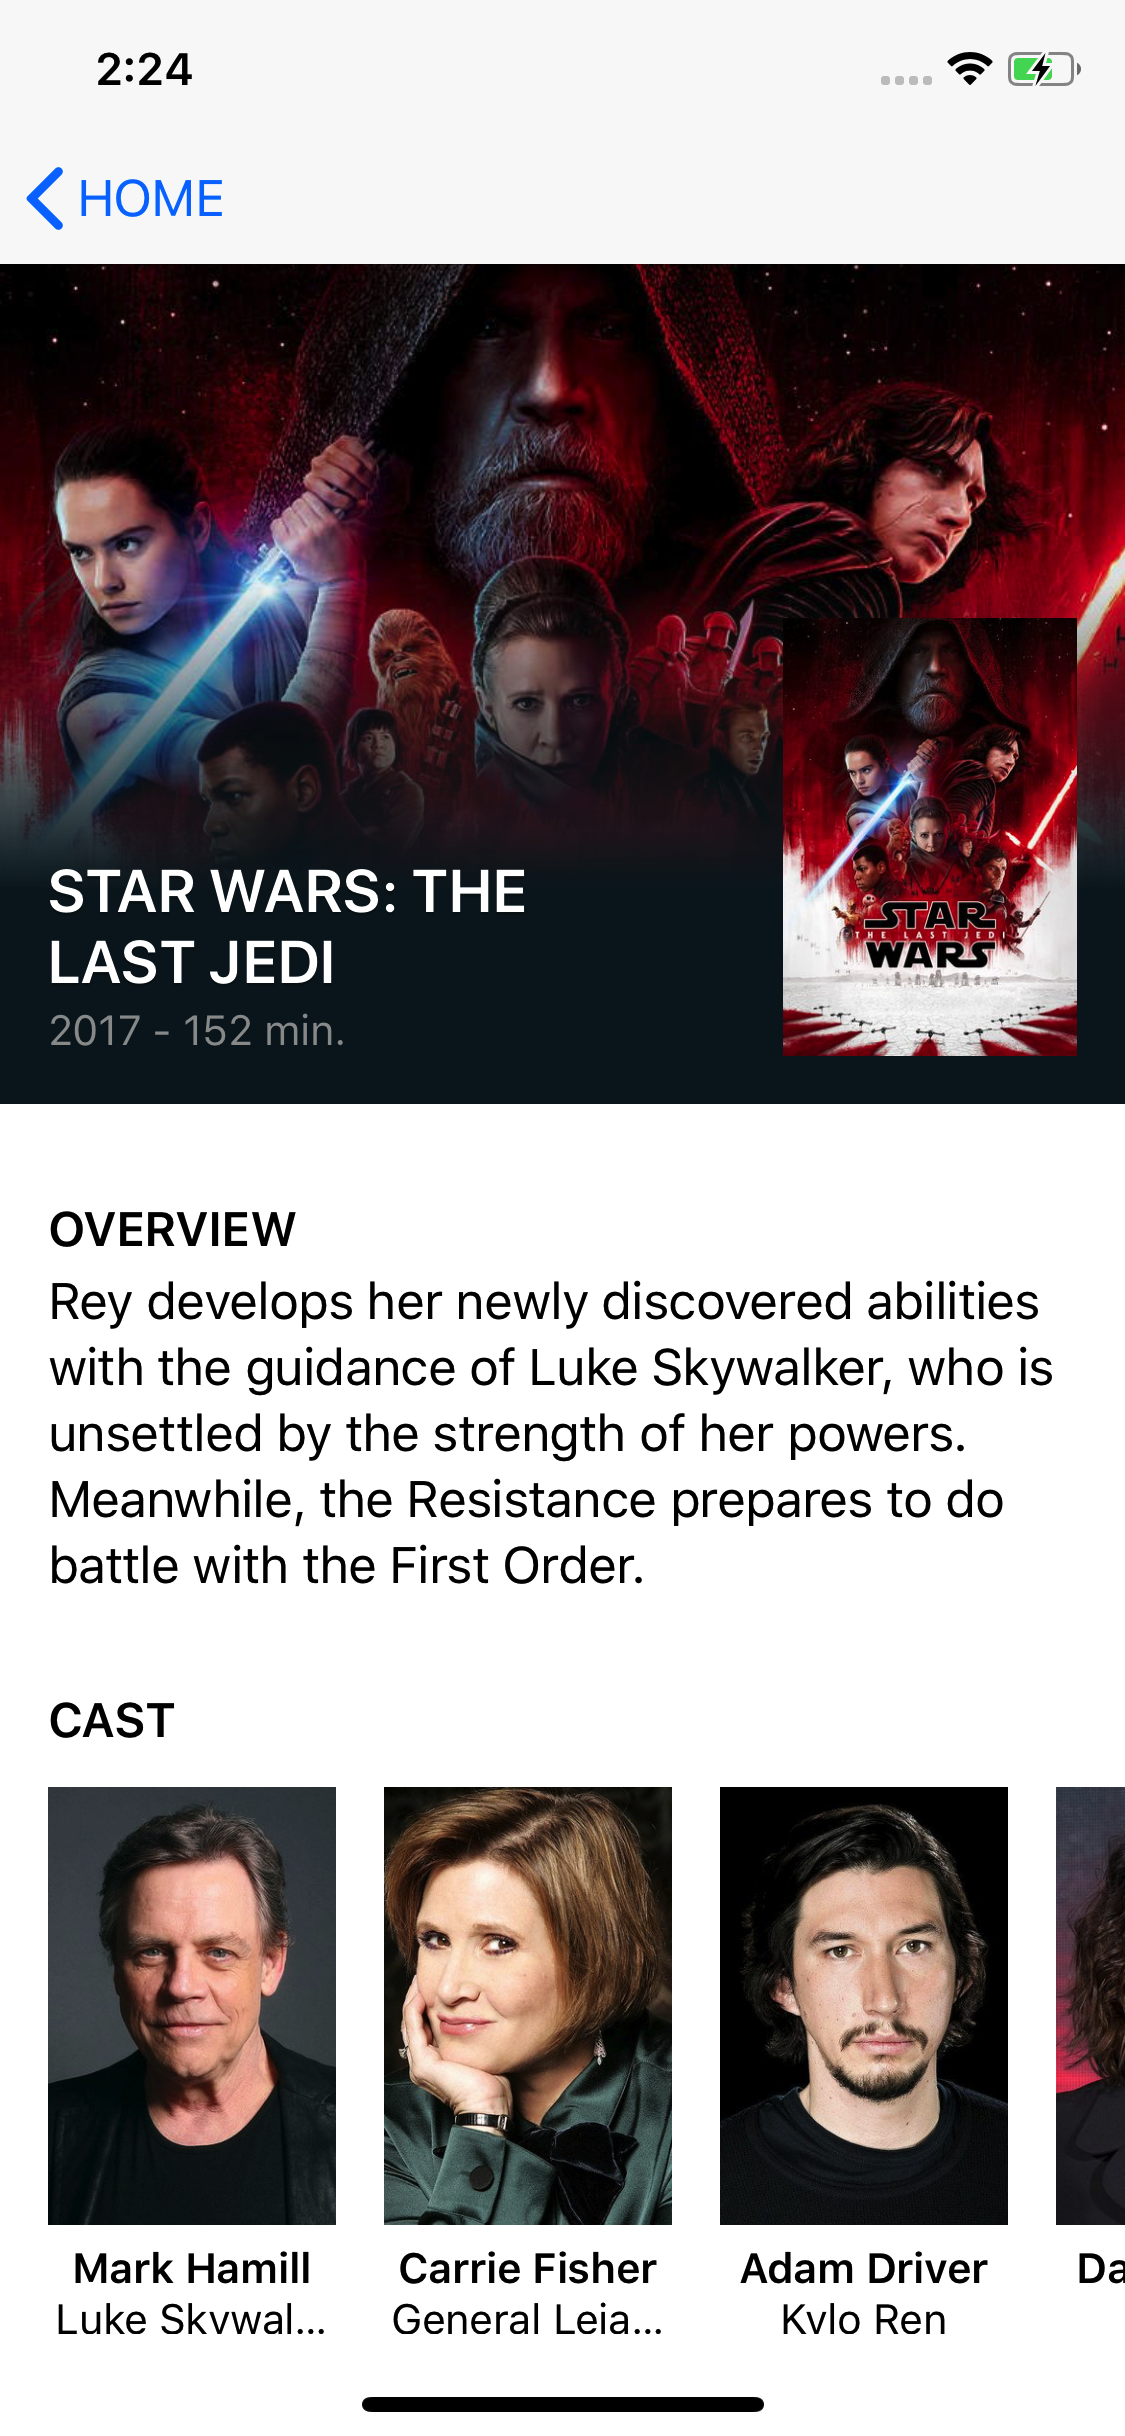 2:24
HOME
STAR
THE LAST JEDI
WARS
STAR WARS: THE
LAST JEDI
2017 - 152 min.
OVERVIEW
Rey develops her newly discovered abilities
with the guidance of Luke Skywalker, who is
unsettled by the strength of her powers.
Meanwhile, the Resistance prepares to do
battle with the First Order.
CAST
Mark Hamill
Carrie Fisher
Adam Driver
Da
Luke Skywal...
General Leia...
Kylo Ren